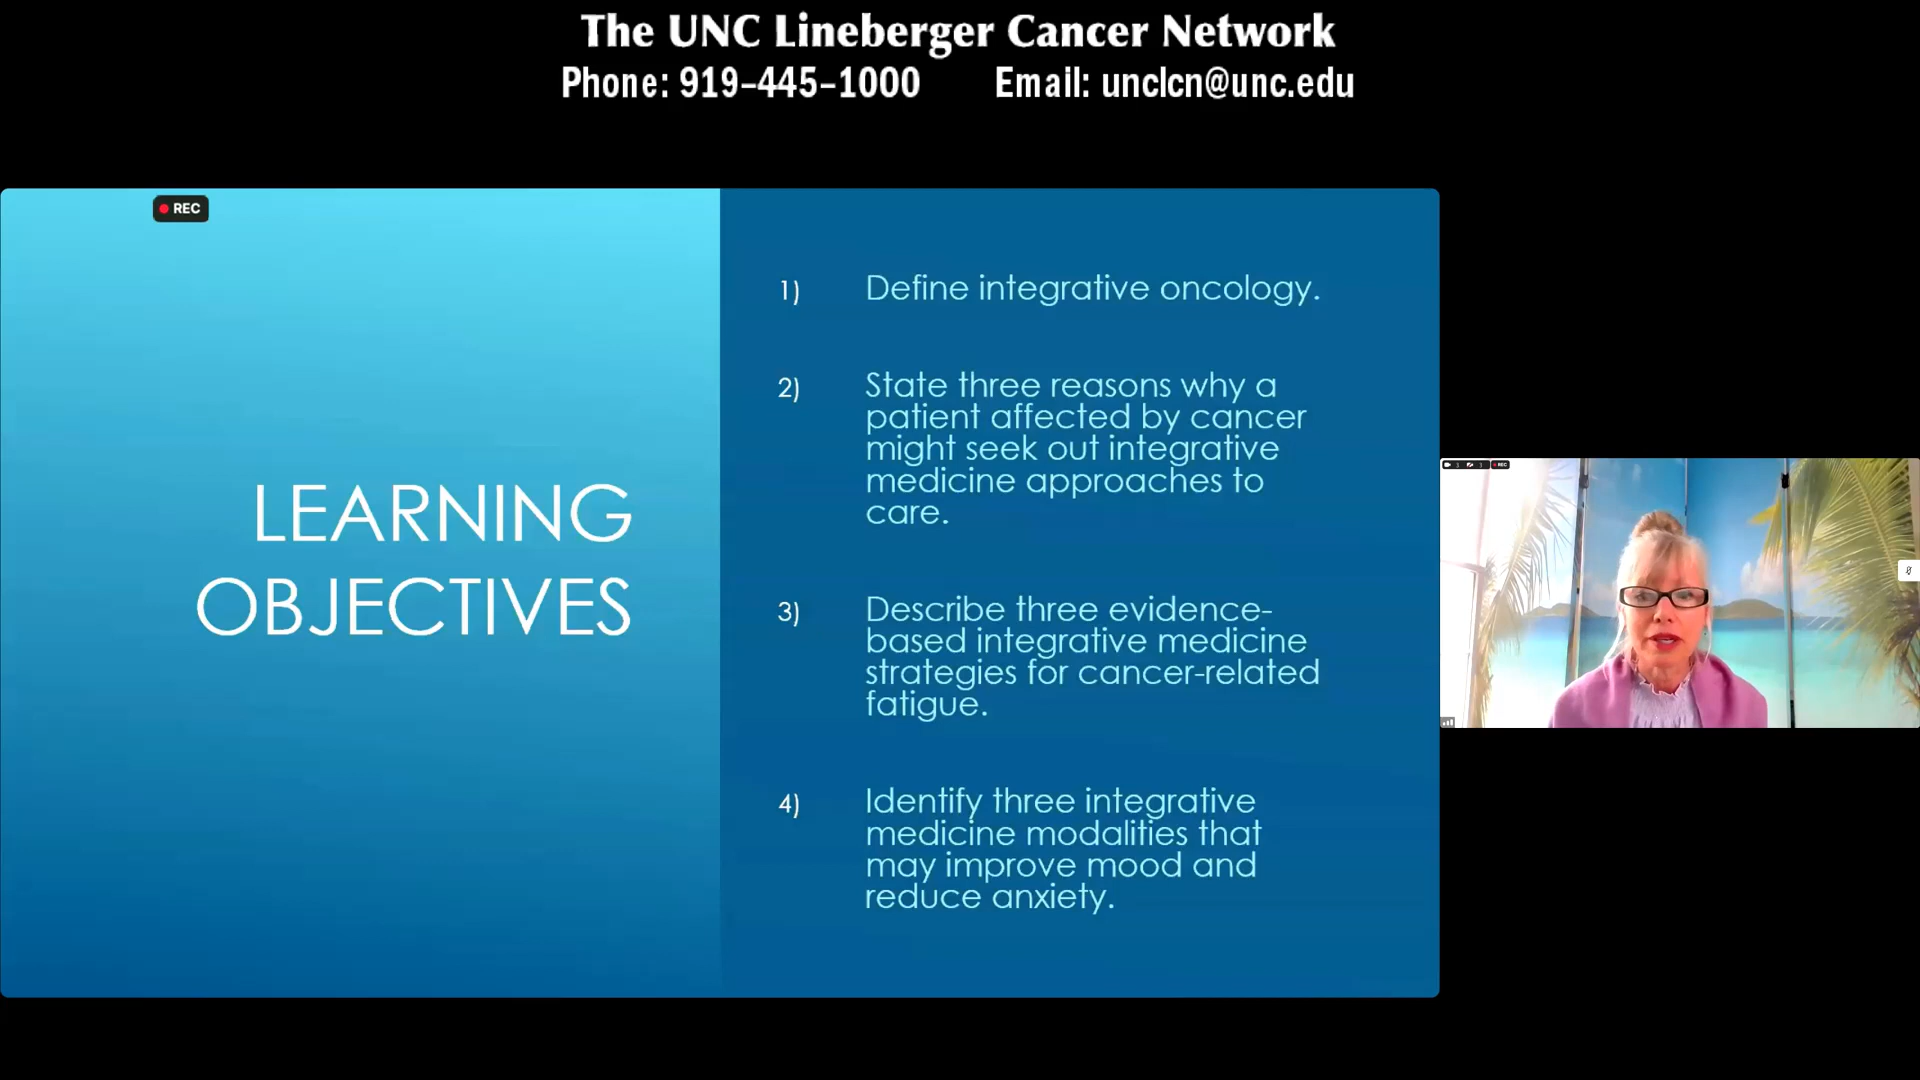 The UNC Lineberger Cancer Network
Phone: 919-445-1000 Email: unclcn@unc.edu
REC
LEARNING
OBJECTIVES
1) Define integrative oncology.
2) State three reasons why a
patient affected by cancer
might seek out integrative
medicine approaches to
care.
3) Describe three evidence-
based integrative medicine
strategies for cancer-related
fatigue.
4) Identify three integrative
medicine modalities that
may improve mood and
reduce anxiety.
REC